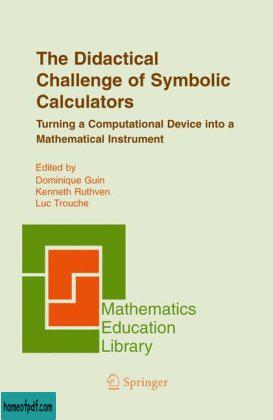 The Didactical
Challenge of Symbolic
Calculators
Turning a Computational Device into a
Mathematical Instrument
Edited by
Dominique Guin
Kenneth Ruthven
Luc Trouche
Mathematics
Education
Library
Springer
homeofpdf.com